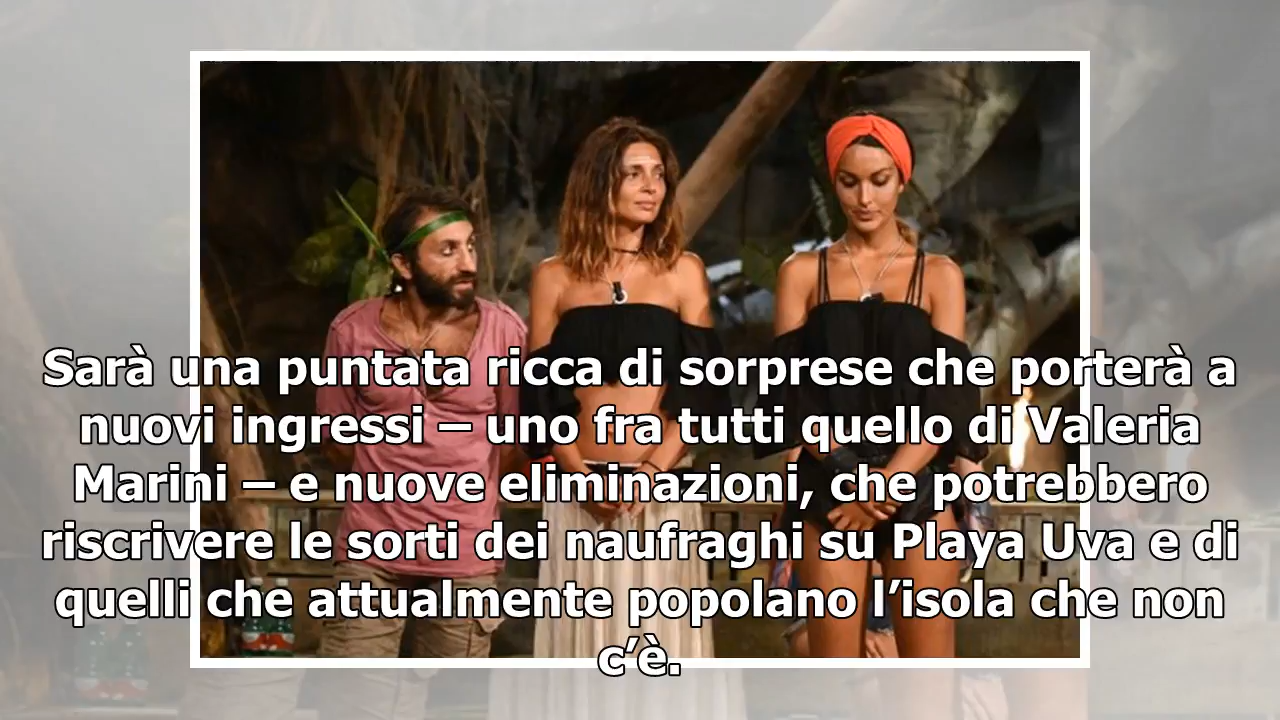 Sarà una puntata ricca di sorprese che porterà a
nuovi ingressi – uno fra tutti quello di Valeria
Marini – e nuove eliminazioni, che potrebbero
riscrivere le sorti dei naufraghi su Playa Uva e di
quelli che attualmente popolano l’isola che non
c’è.